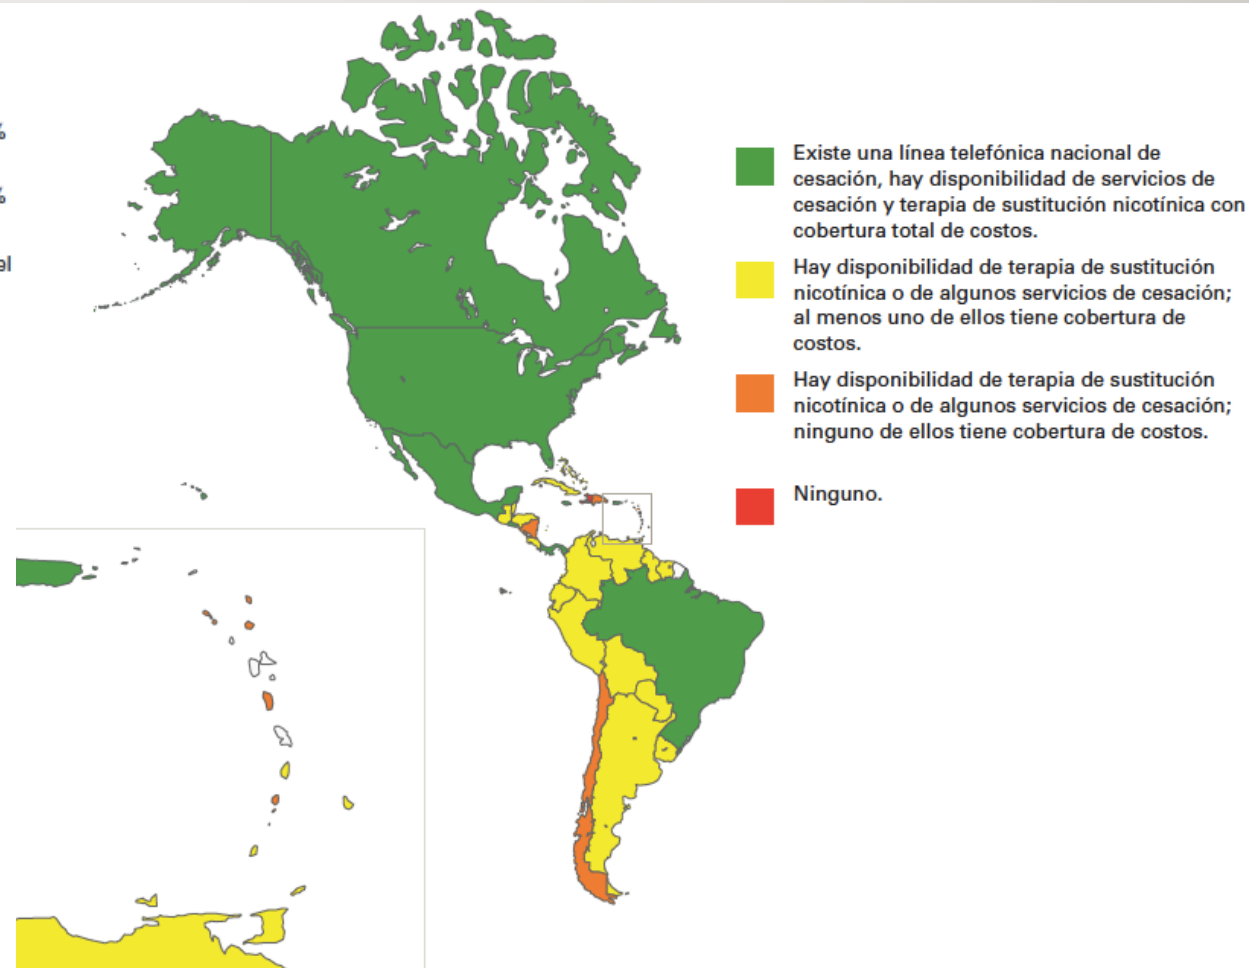 %
%
el
Existe una línea telefónica nacional de
cesación, hay disponibilidad de servicios de
cesación y terapia de sustitución nicotínica con
cobertura total de costos.
Hay disponibilidad de terapia de sustitución
nicotínica o de algunos servicios de cesación;
al menos uno de ellos tiene cobertura de
costos.
Hay disponibilidad de terapia de sustitución
nicotínica o de algunos servicios de cesación;
ninguno de ellos tiene cobertura de costos.
Ninguno.